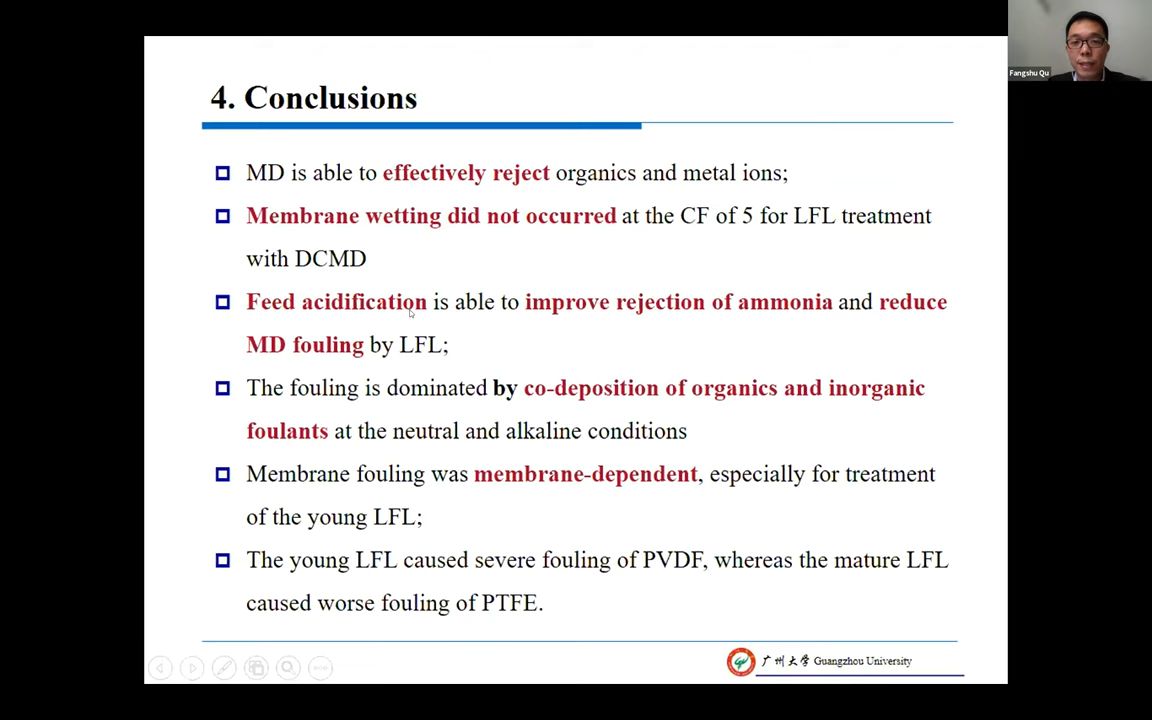 Fangshu Qu
4. Conclusions
MD is able to effectively reject organics and metal ions;
Membrane wetting did not occurred at the CF of 5 for LFL treatment
with DCMD
Feed acidification is able to improve rejection of ammonia and reduce
MD fouling by LFL;
The fouling is dominated by co-deposition of organics and inorganic
foulants at the neutral and alkaline conditions
Membrane fouling was membrane-dependent, especially for treatment
of the young LFL;
The young LFL caused severe fouling of PVDF, whereas the mature LFL
caused worse fouling of PTFE.
广州大学 Guangzhou University